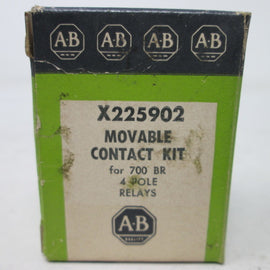 A-B A-B A-B A-B
X225902
MOVABLE
CONTACT KIT
for 700 BR
4 POLE
RELAYS
A-B
QUALITY